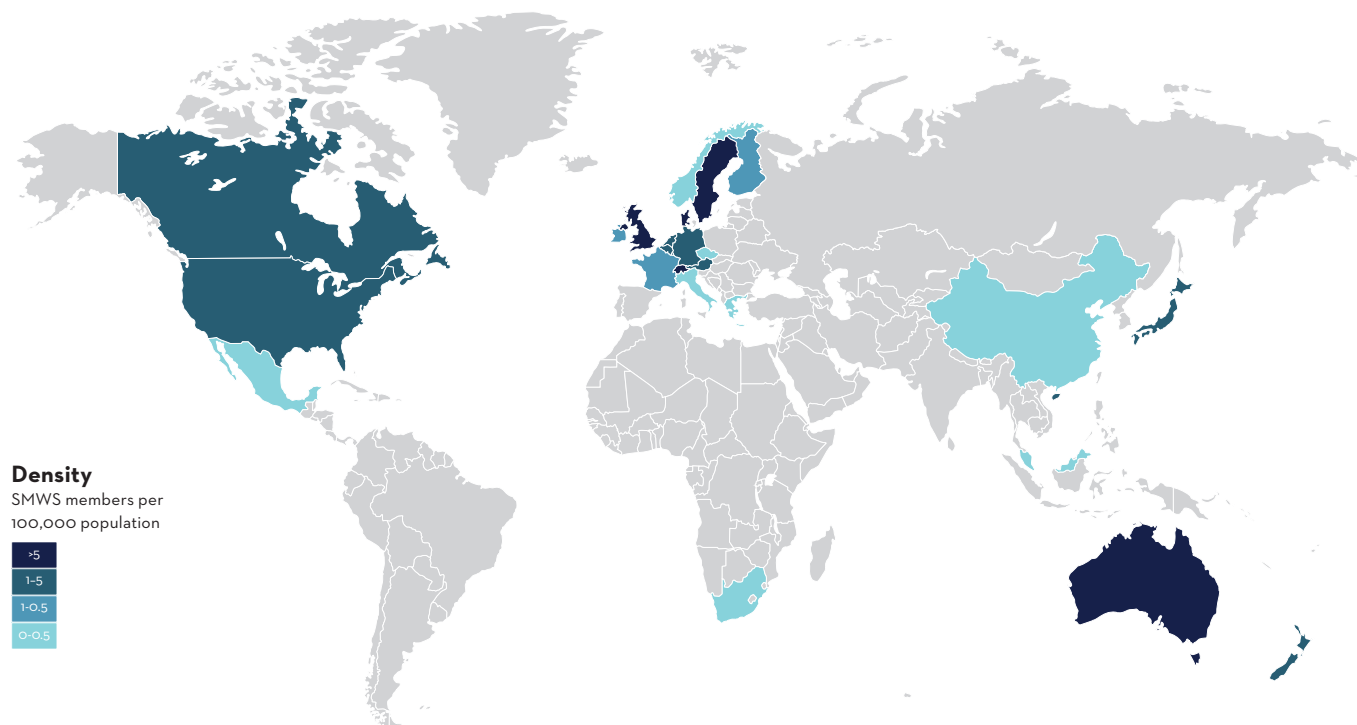 Density
SMWS members per
100,000 population
>5
1-5
1-0.5
0-0.5